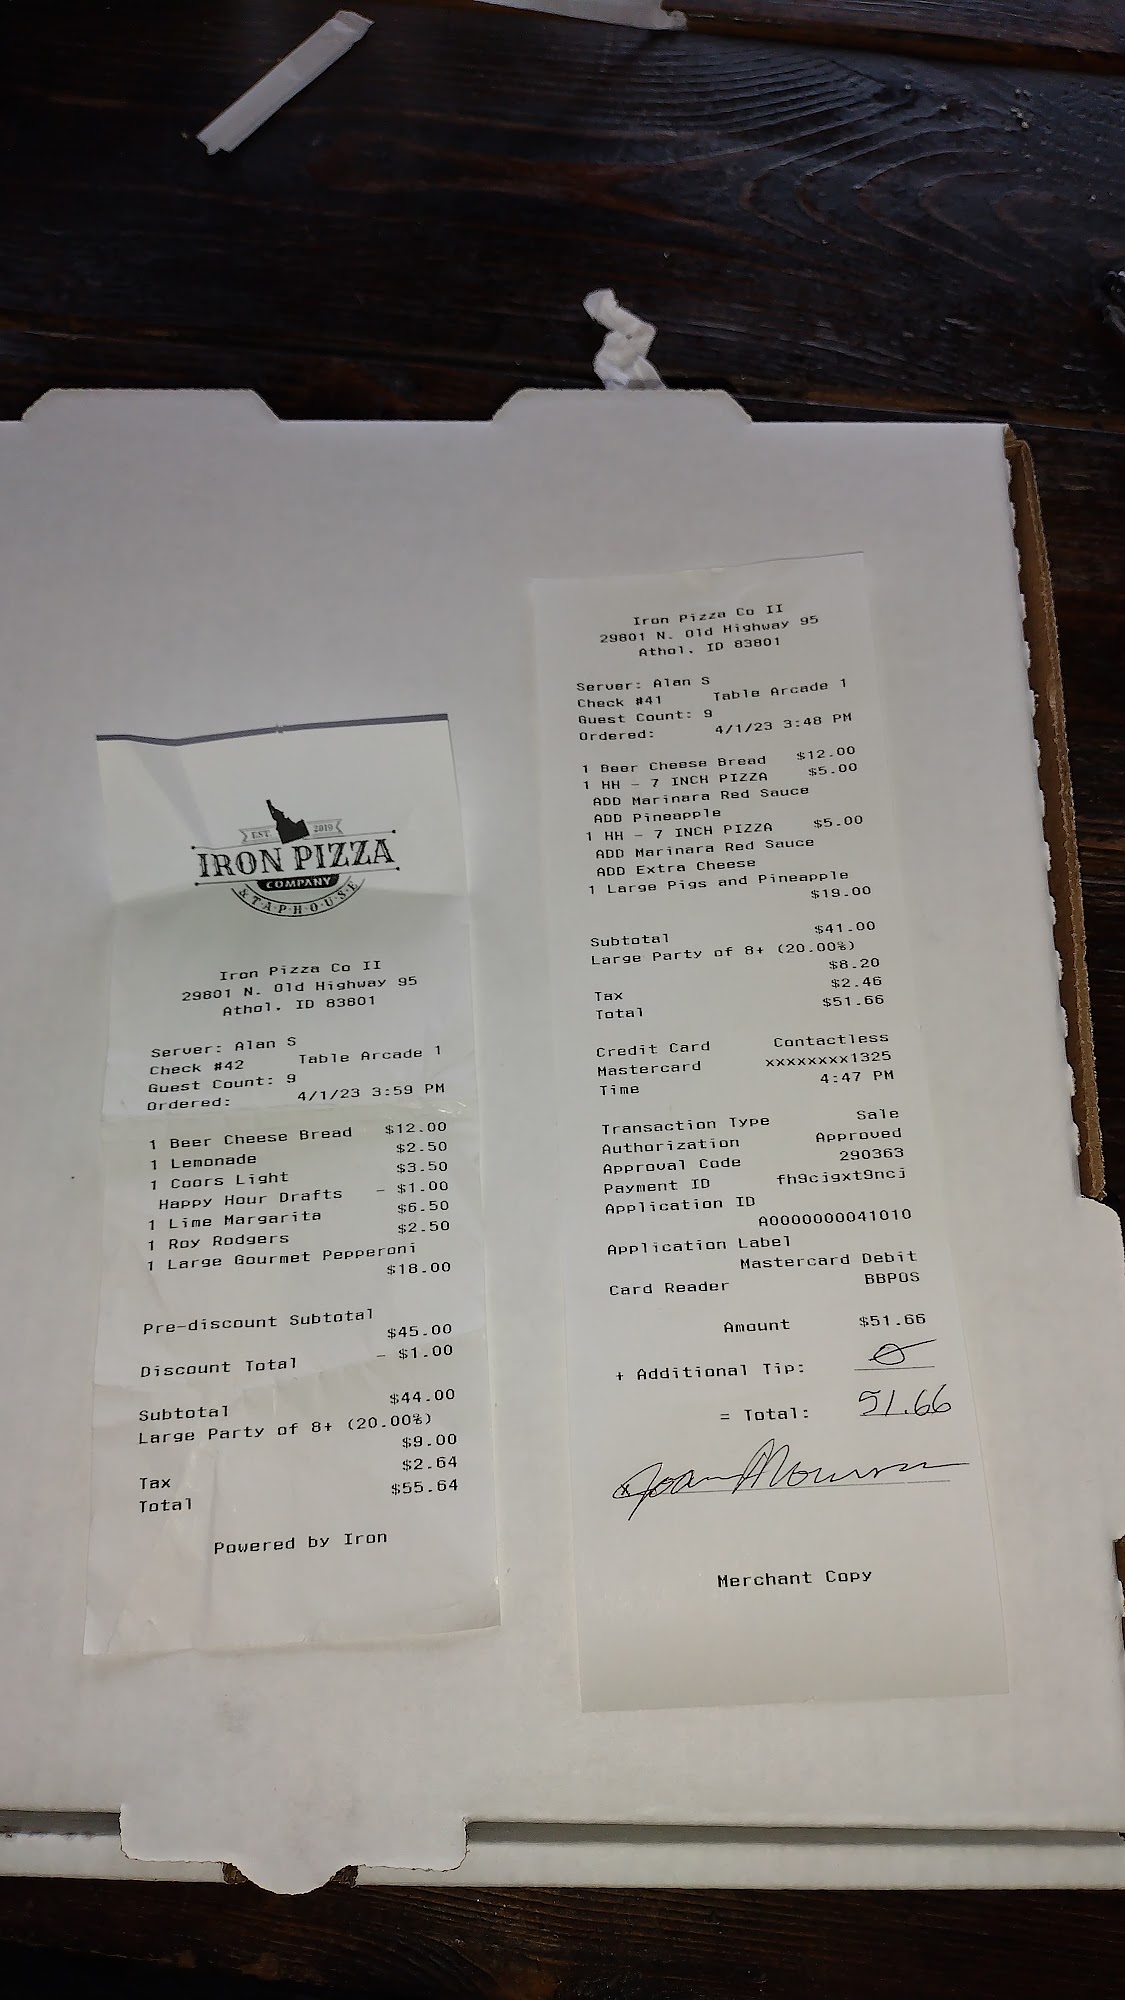 EST. 2019
IRON PIZZA
COMPANY
& TAPHOUSE
Iron Pizza Co II
29801 N. Old Highway 95
Athol, ID 83801
Server: Alan S
Check #42 Table Arcade 1
Guest Count: 9
Ordered: 4/1/23 3:59 PM
1 Beer Cheese Bread $12.00
1 Lemonade $2.50
1 Coors Light $3.50
Happy Hour Drafts - $1.00
1 Lime Margarita $6.50
1 Roy Rodgers $2.50
1 Large Gourmet Pepperoni
$18.00
Pre-discount Subtotal
$45.00
Discount Total - $1.00
Subtotal $44.00
Large Party of 8+ (20.00%)
$9.00
Tax $2.64
Total $55.64
Powered by Iron
Iron Pizza Co II
29801 N. Old Highway 95
Athol, ID 83801
Server: Alan S
Check #41 Table Arcade 1
Guest Count: 9
Ordered: 4/1/23 3:48 PM
1 Beer Cheese Bread $12.00
1 HH - 7 INCH PIZZA $5.00
ADD Marinara Red Sauce
ADD Pineapple
1 HH - 7 INCH PIZZA $5.00
ADD Marinara Red Sauce
ADD Extra Cheese
1 Large Pigs and Pineapple
$19.00
Subtotal $41.00
Large Party of 8+ (20.00%)
$8.20
Tax $2.46
Total $51.66
Credit Card Contactless
Mastercard xxxxxxxx1325
Time 4:47 PM
Transaction Type Sale
Authorization Approved
Approval Code 290363
Payment ID fh9cjgxt9ncj
Application ID
A0000000041010
Application Label
Mastercard Debit
Card Reader BBPOS
Amount $51.66
+ Additional Tip: 0
= Total: 51.66
x
Merchant Copy